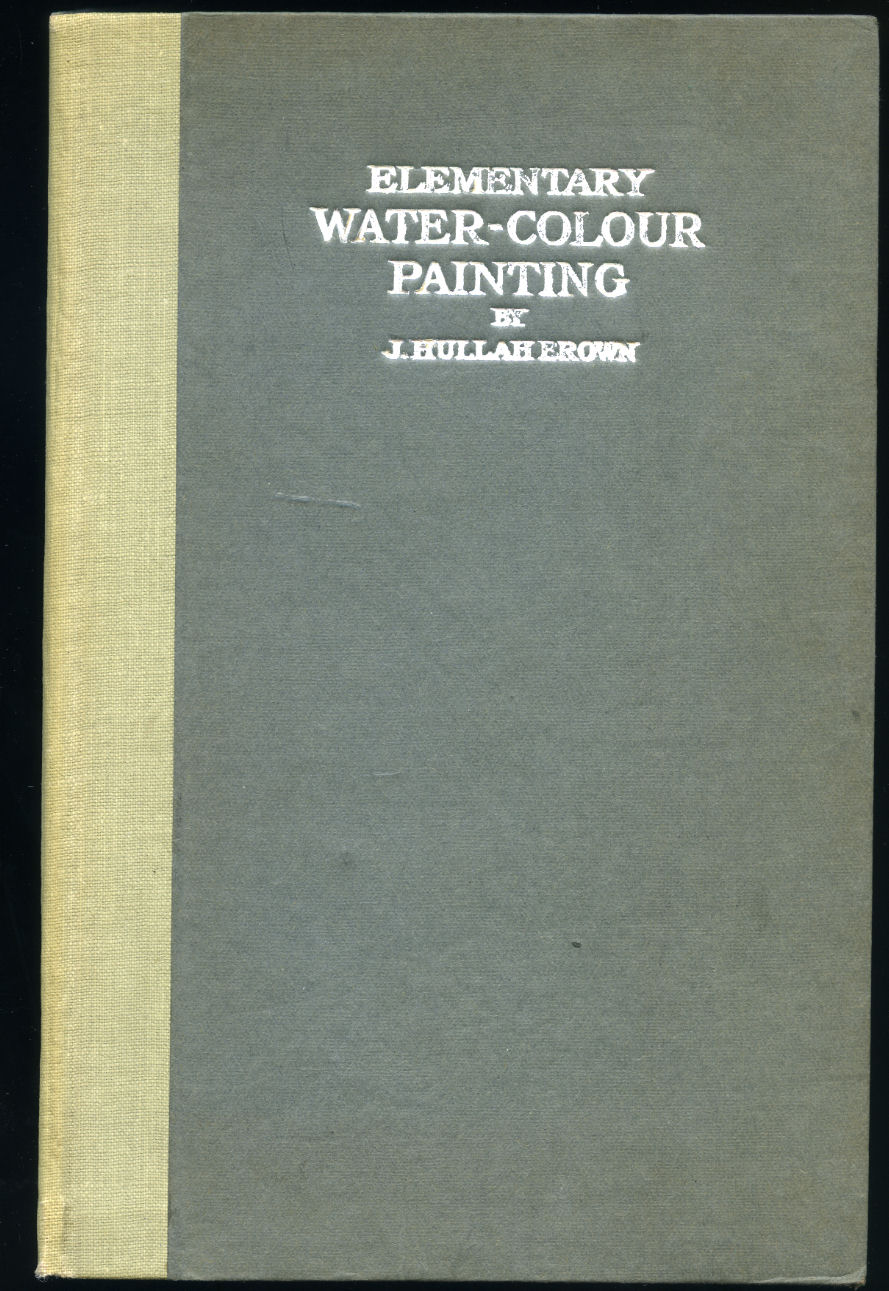 ELEMENTARY
WATER-COLOUR
PAINTING
BY
J. HULLAH BROWN